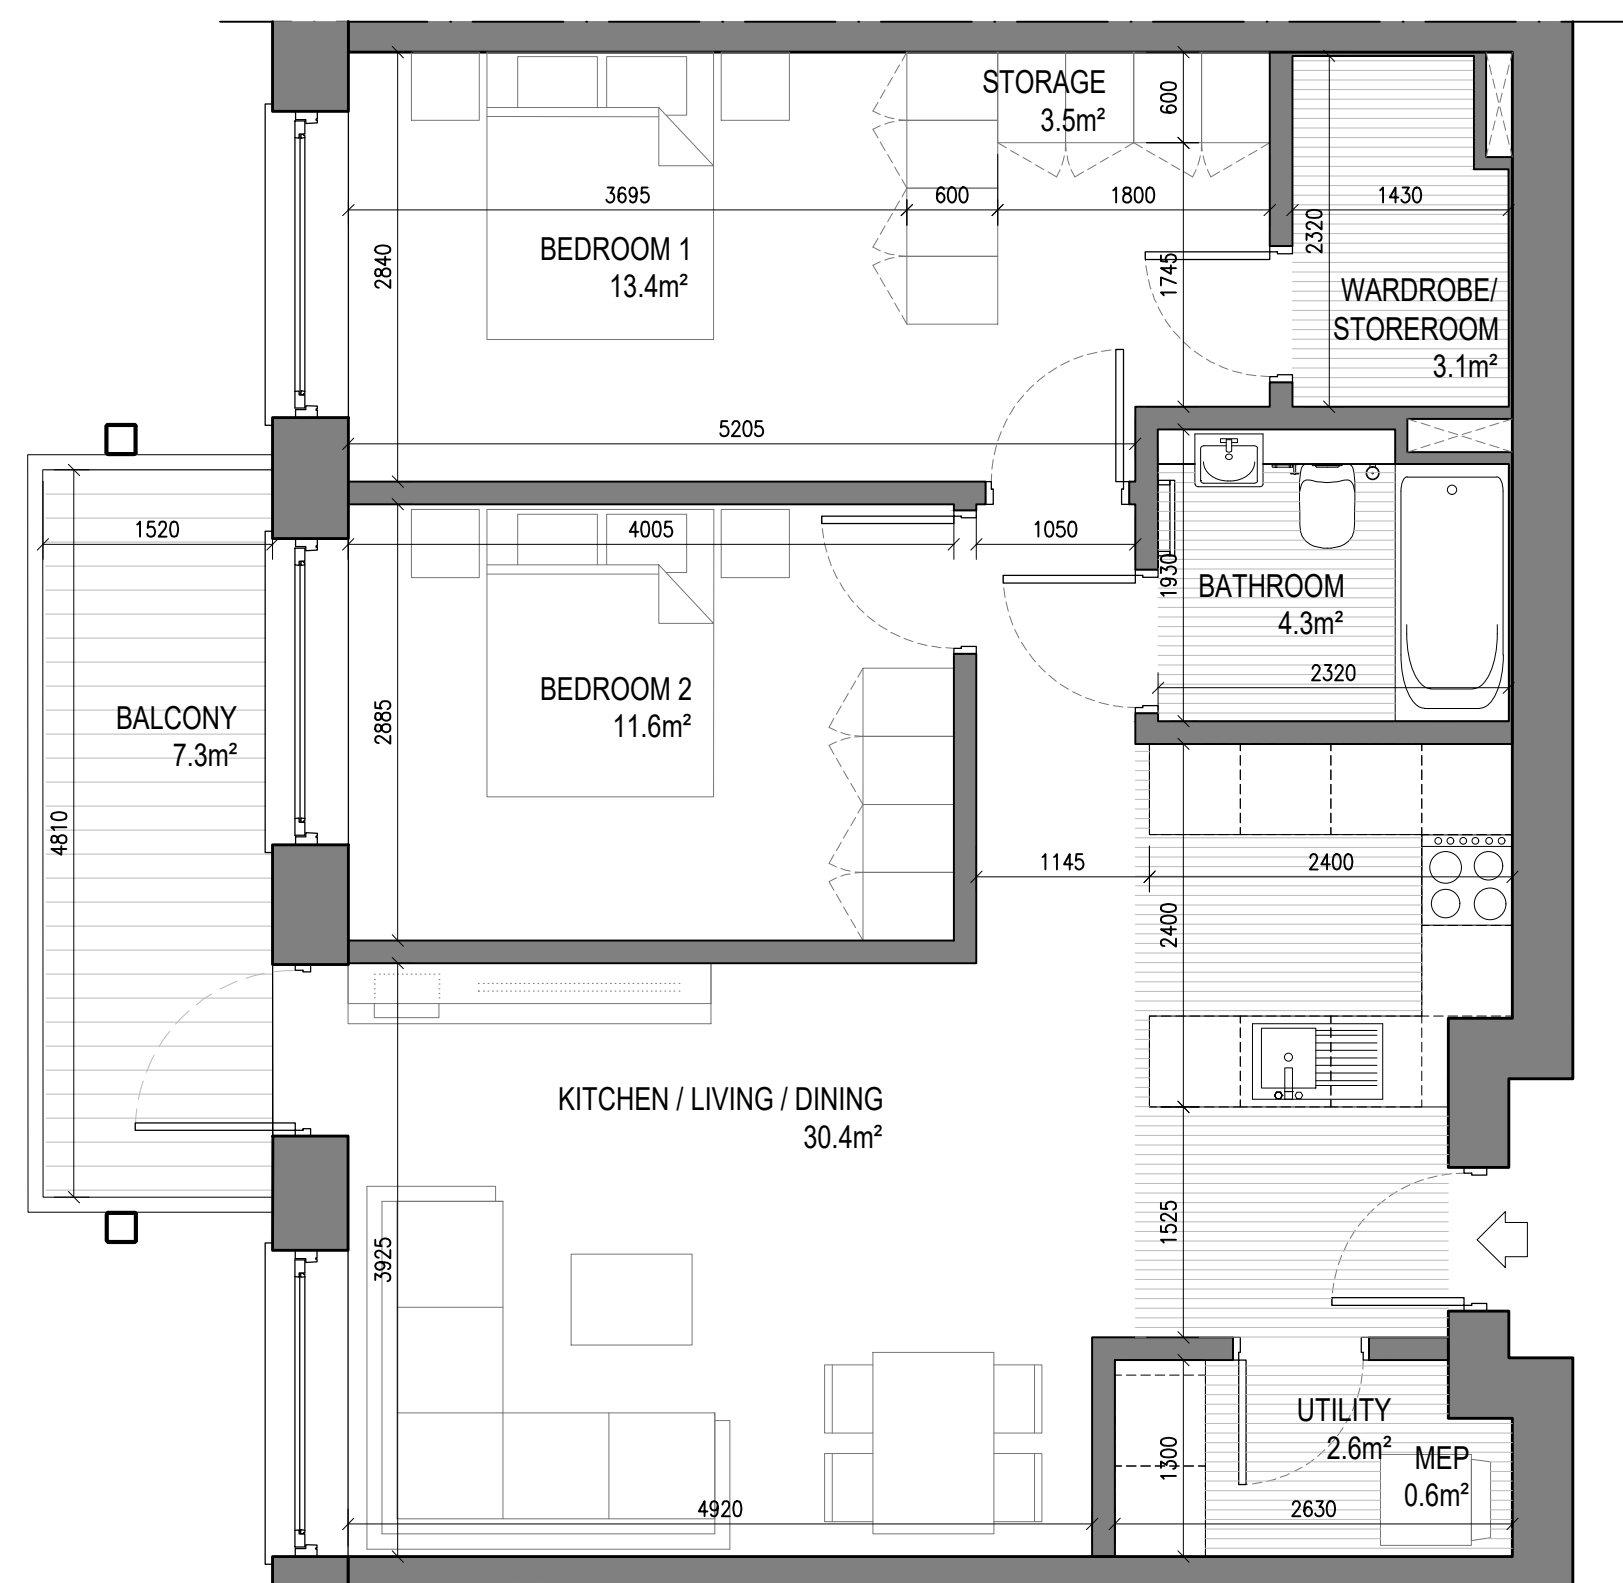 STORAGE
3.5m²
600
3695
600
1800
1430
2320
BEDROOM 1
13.4m²
2840
1745
WARDROBE/
STOREROOM
3.1m²
5205
1520
4005
1050
1930
BATHROOM
4.3m²
2320
BEDROOM 2
11.6m²
2885
BALCONY
7.3m²
4810
1145
2400
2400
KITCHEN / LIVING / DINING
30.4m²
3925
1525
UTILITY
2.6m²
MEP
0.6m²
1300
4920
2630